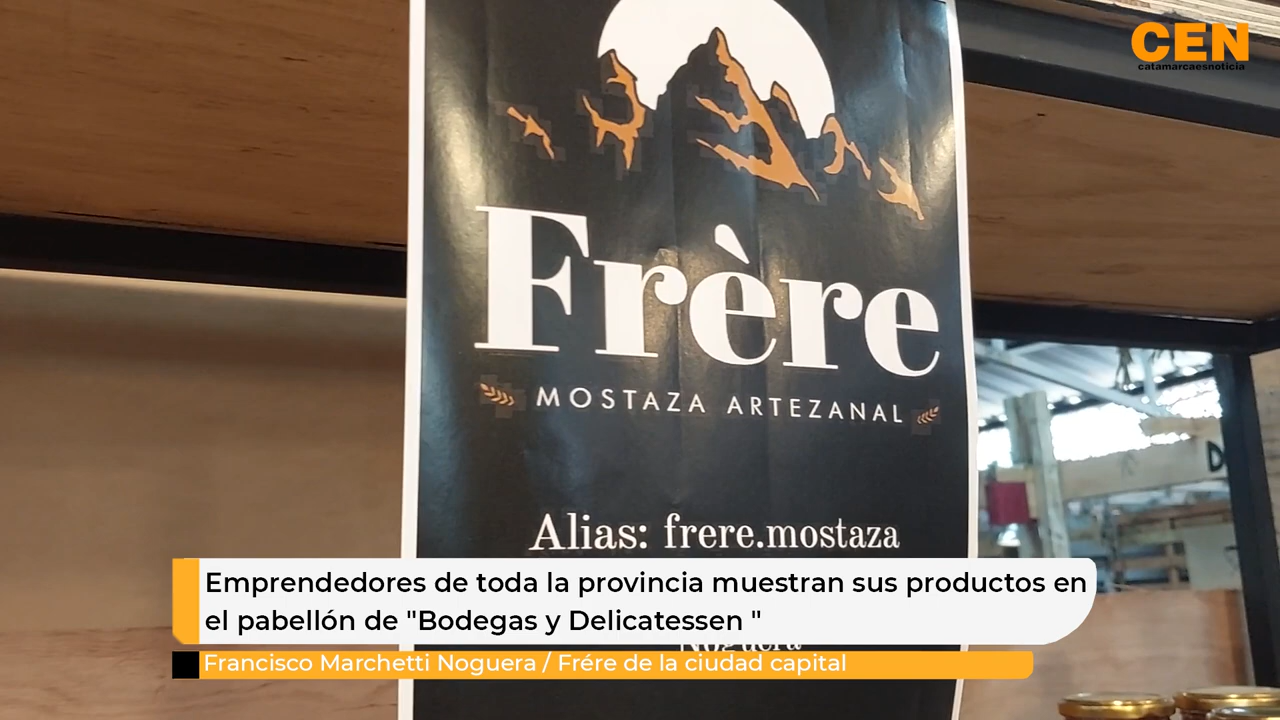 CEN
catamarcaesnoticia
Frère
MOSTAZA ARTEZANAL
Alias: frere.mostaza
Emprendedores de toda la provincia muestran sus productos en
el pabellón de "Bodegas y Delicatessen "
Noguera
Francisco Marchetti Noguera / Frére de la ciudad capital